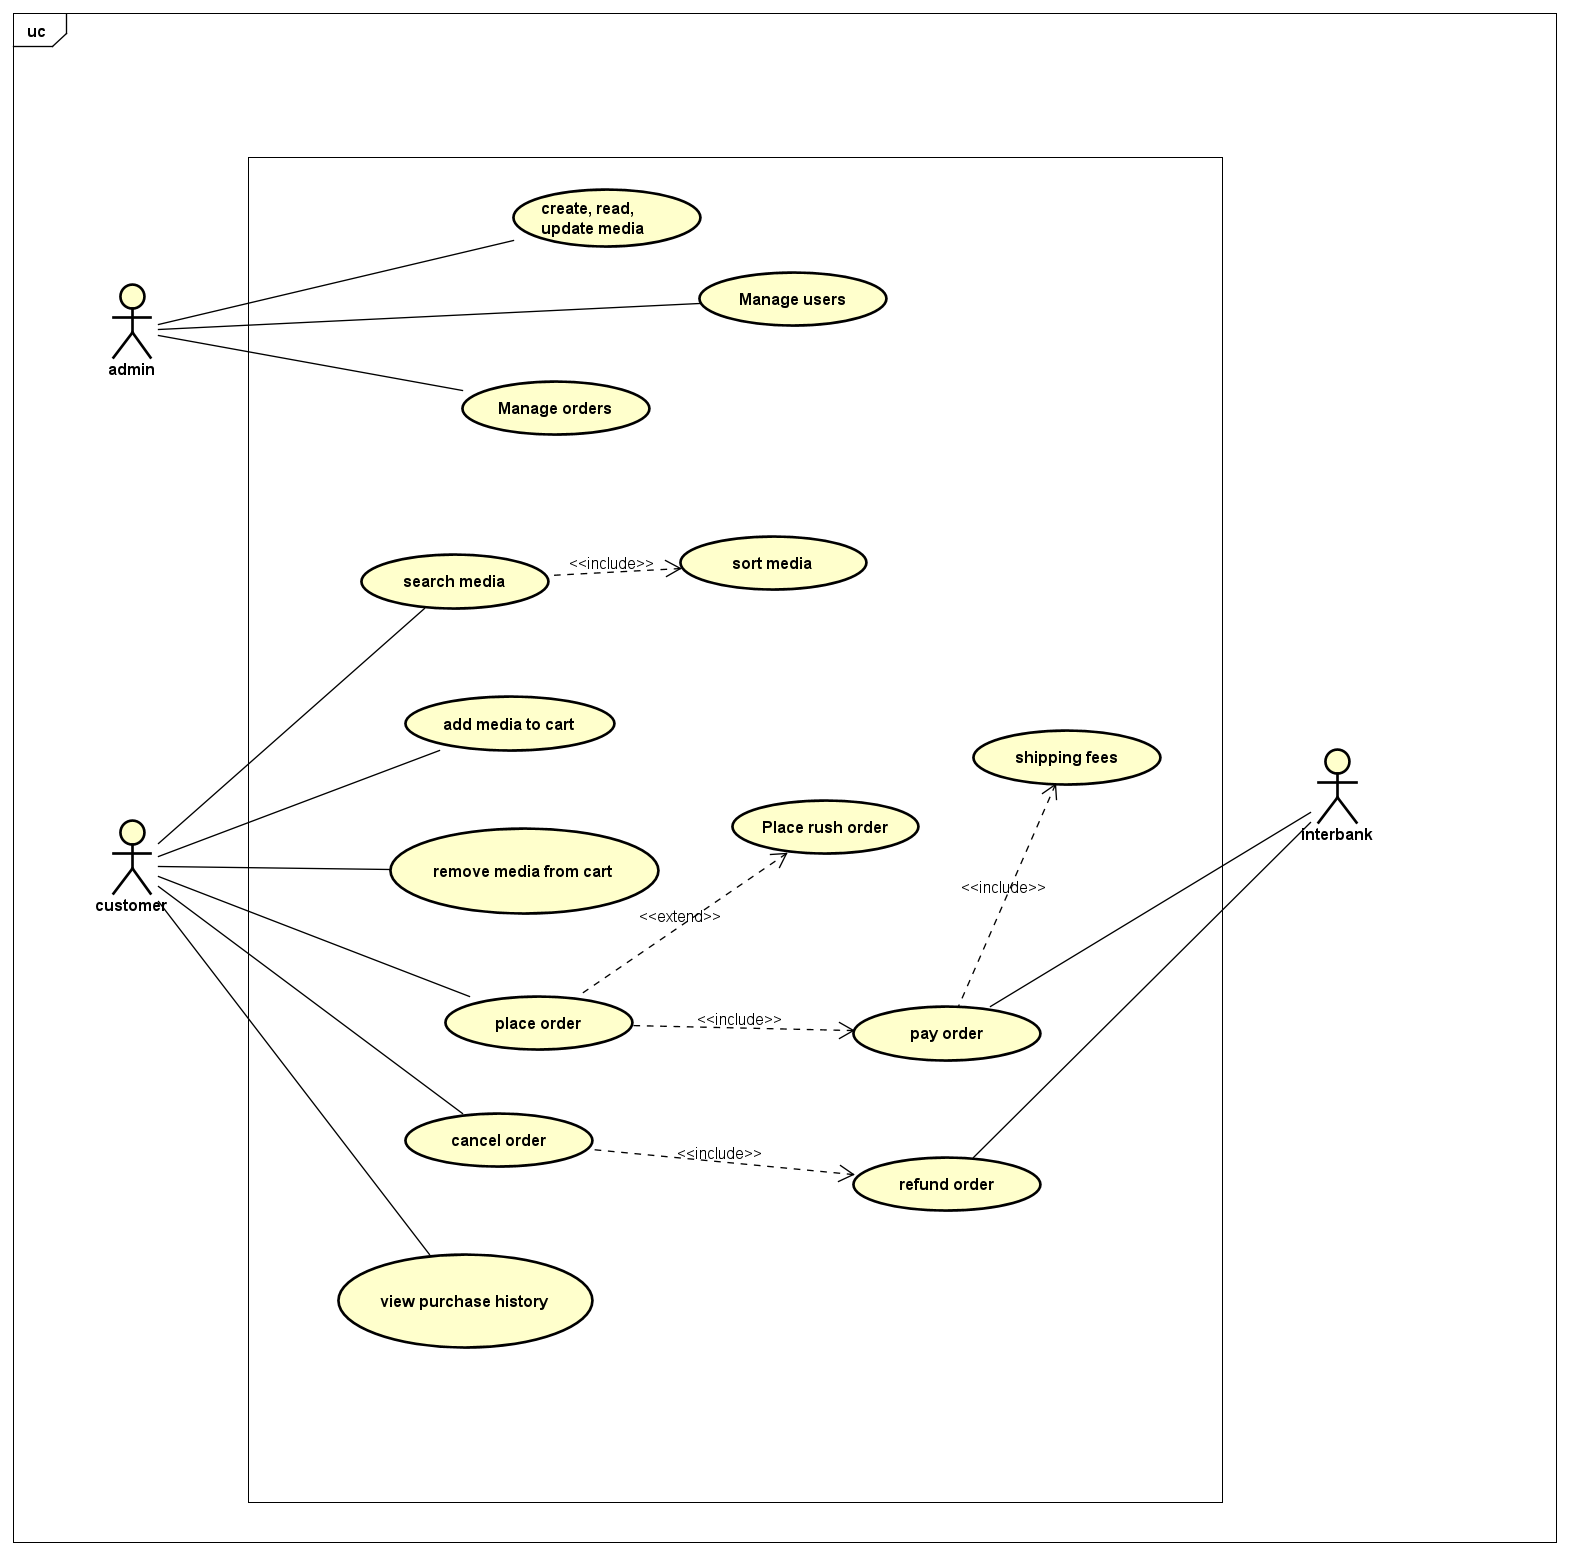 uc
create, read,
update media
Manage users
admin
Manage orders
<<include>>
sort media
search media
add media to cart
shipping fees
Place rush order
interbank
remove media from cart
<<include>>
customer
<<extend>>
place order
<<include>>
pay order
cancel order
<<include>>
refund order
view purchase history